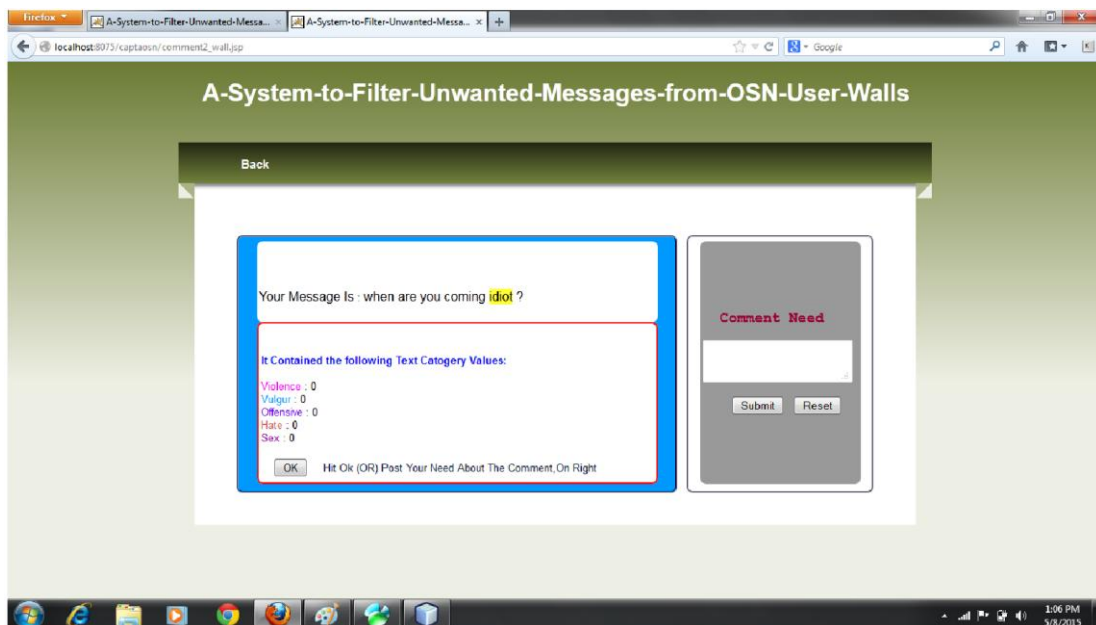 Firefox
A-System-to-Filter-Unwanted-Messa... ×
A-System-to-Filter-Unwanted-Messa... ×
localhost:8075/captaosn/comment2_wall.jsp
Google
A-System-to-Filter-Unwanted-Messages-from-OSN-User-Walls
Back
Your Message Is : when are you coming idiot ?
It Contained the following Text Catogery Values:
Violence : 0
Vulgur : 0
Offensive : 0
Hate : 0
Sex : 0
OK Hit Ok (OR) Post Your Need About The Comment,On Right
Comment Need
Submit Reset
1:06 PM
5/8/2015